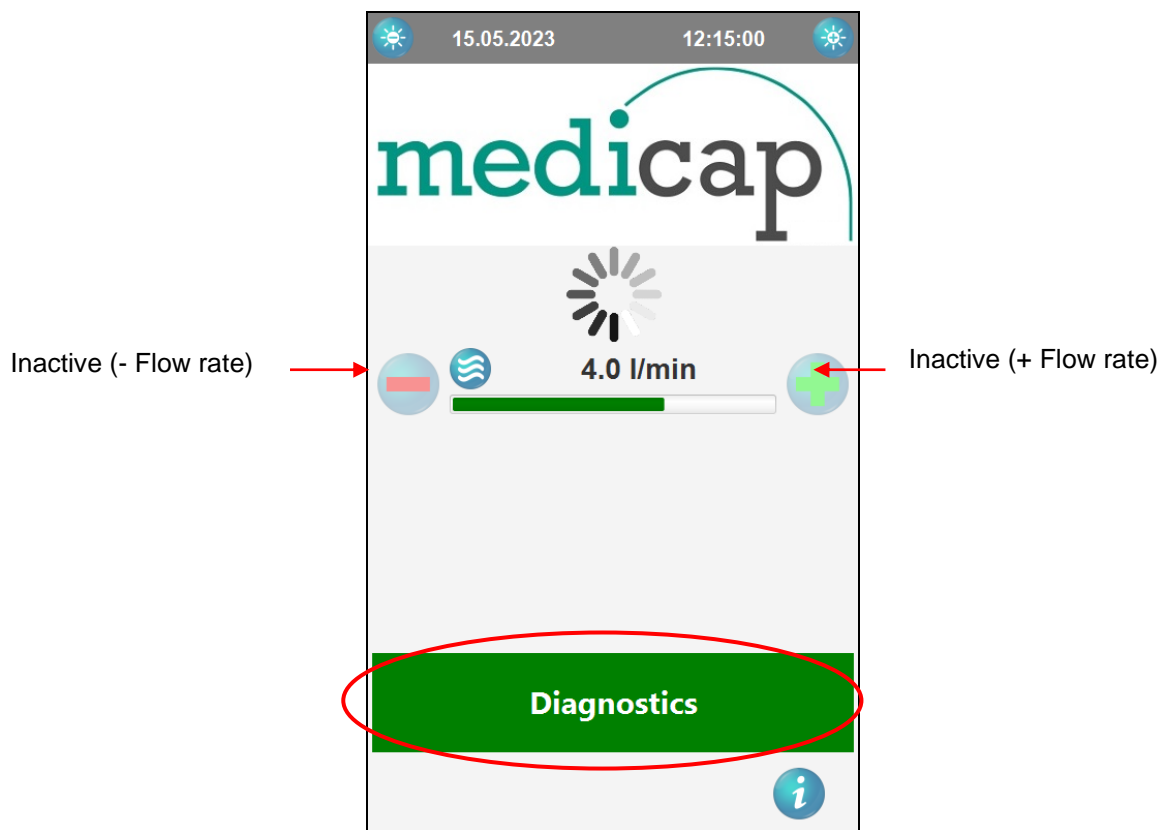 15.05.2023 12:15:00
medicap
Inactive (- Flow rate)
4.0 l/min
Inactive (+ Flow rate)
Diagnostics
i